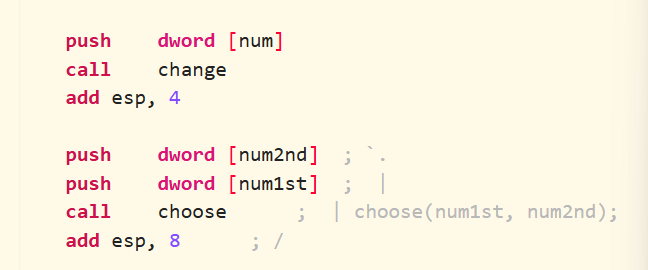 push    dword [num]
call    change
add esp, 4

push    dword [num2nd]  ; `.
push    dword [num1st]  ;  |
call    choose      ;  | choose(num1st, num2nd);
add esp, 8      ; /